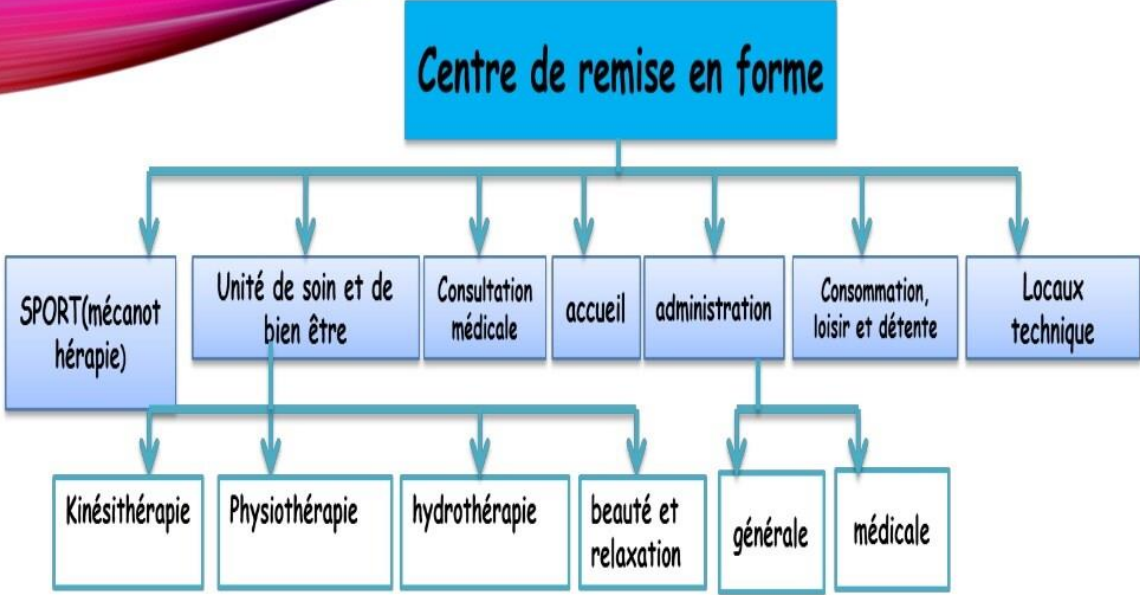 Centre de remise en forme
SPORT(mécanot
hérapie)
Unité de soin et de
bien être
Consultation
médicale
accueil
administration
Consommation,
loisir et détente
Locaux
technique
Kinésithérapie
Physiothérapie
hydrothérapie
beauté et
relaxation
générale
médicale